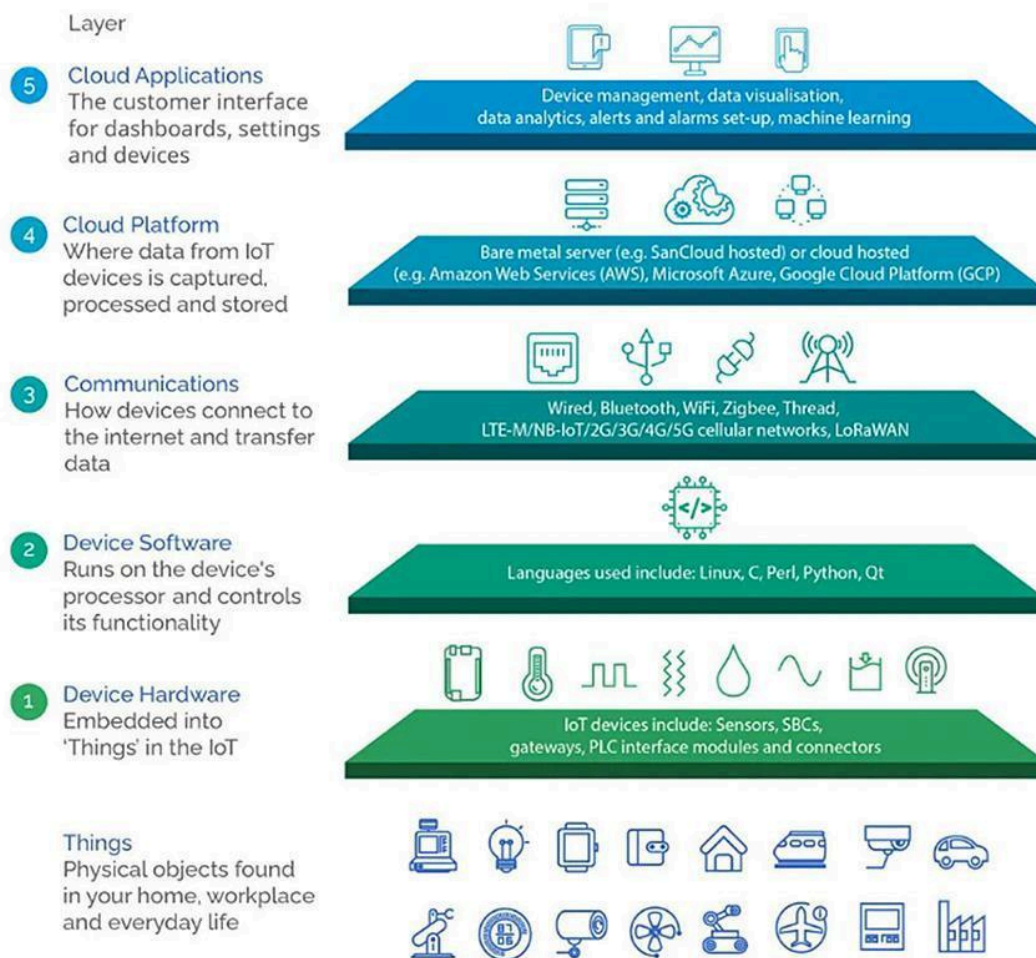 Layer
5
Cloud Applications
The customer interface
for dashboards, settings
and devices
Device management, data visualisation,
data analytics, alerts and alarms set-up, machine learning
4
Cloud Platform
Where data from IoT
devices is captured,
processed and stored
Bare metal server (e.g. SanCloud hosted) or cloud hosted
(e.g. Amazon Web Services (AWS), Microsoft Azure, Google Cloud Platform (GCP)
3
Communications
How devices connect to
the internet and transfer
data
Wired, Bluetooth, WiFi, Zigbee, Thread,
LTE-M/NB-IoT/2G/3G/4G/5G cellular networks, LoRaWAN
2
Device Software
Runs on the device's
processor and controls
its functionality
</>
Languages used include: Linux, C, Perl, Python, Qt
1
Device Hardware
Embedded into
‘Things’ in the IoT
IoT devices include: Sensors, SBCs,
gateways, PLC interface modules and connectors
Things
Physical objects found
in your home, workplace
and everyday life